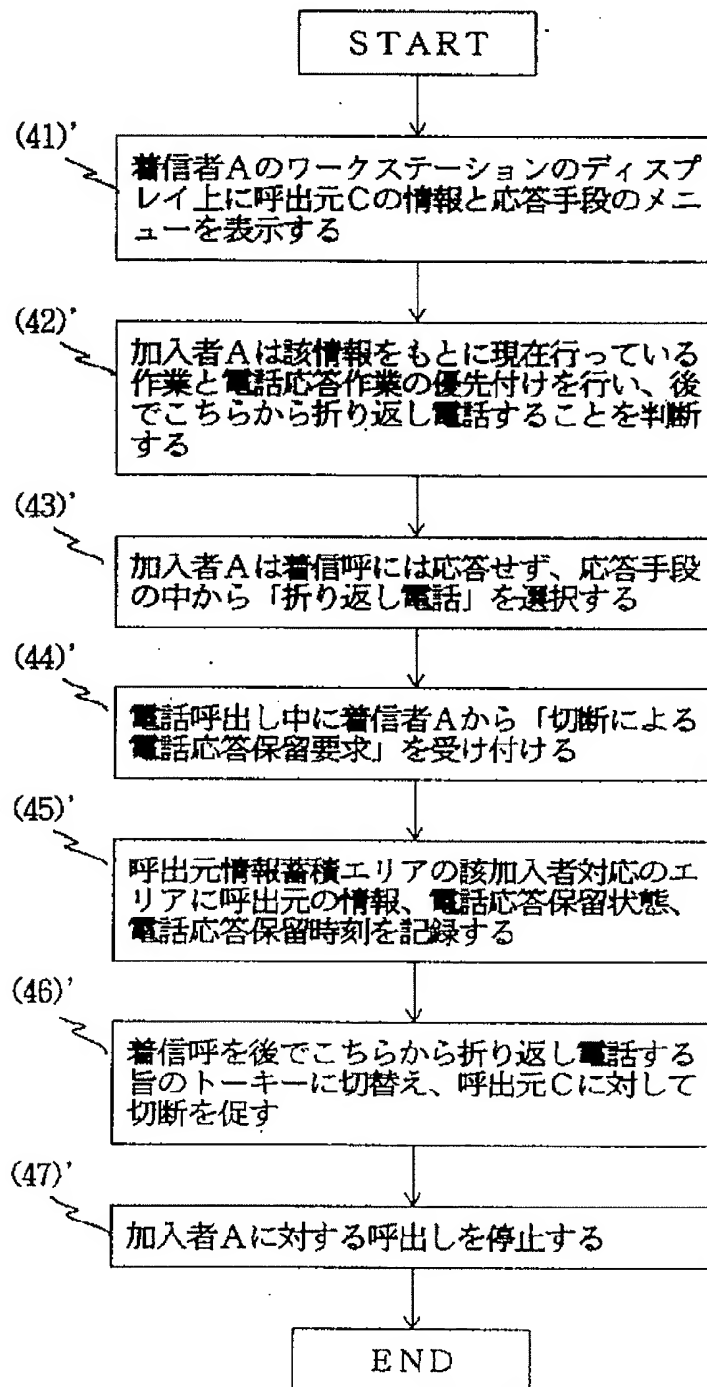 START
(41)'
着信者Aのワークステーションのディスプ
レイ上に呼出元Cの情報と応答手段のメニ
ューを表示する
(42)'
加入者Aは該情報をもとに現在行っている
作業と電話応答作業の優先付けを行い、後
でこちらから折り返し電話することを判断
する
(43)'
加入者Aは着信呼には応答せず、応答手段
の中から「折り返し電話」を選択する
(44)'
電話呼出し中に着信者Aから「切断による
電話応答保留要求」を受け付ける
(45)'
呼出元情報蓄積エリアの該加入者対応のエ
リアに呼出元の情報、電話応答保留状態、
電話応答保留時刻を記録する
(46)'
着信呼を後でこちらから折り返し電話する
旨のトーキーに切替え、呼出元Cに対して
切断を促す
(47)'
加入者Aに対する呼出しを停止する
END